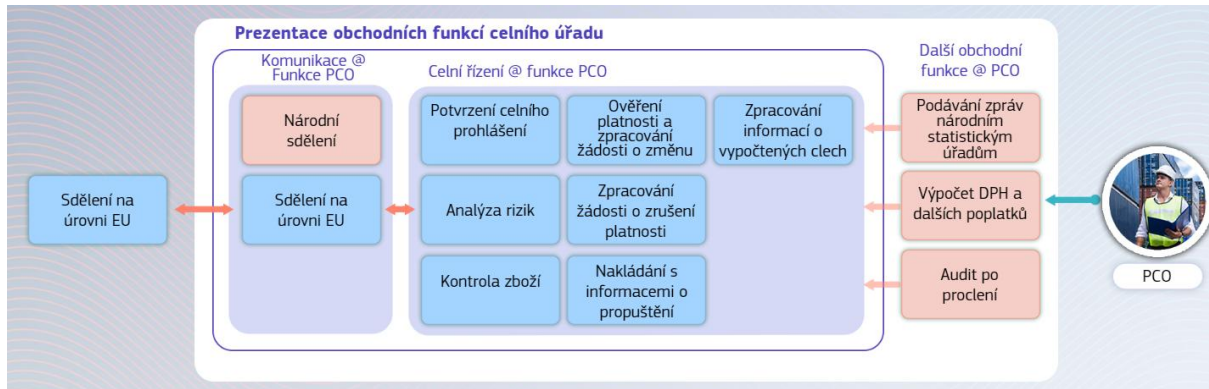 Prezentace obchodních funkcí celního úřadu
Komunikace @
Funkce PCO
Národní
sdělení
Sdělení na
úrovni EU
Sdělení na
úrovni EU
Celní řízení @ funkce PCO
Potvrzení celního
prohlášení
Ověření
platnosti a
zpracování
žádosti o změnu
Zpracování
informací o
vypočtených clech
Analýza rizik
Zpracování
žádosti o zrušení
platnosti
Kontrola zboží
Nakládání s
informacemi o
propuštění
Další obchodní
funkce @ PCO
Podávání zpráv
národním
statistickým
úřadům
Výpočet DPH a
dalších poplatků
Audit po
proclení
PCO